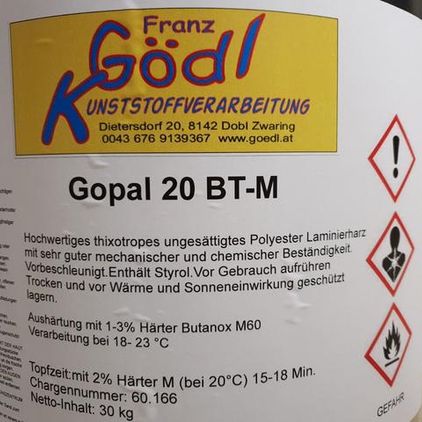 Franz
Gödl
KUNSTSTOFFVERARBEITUNG
Dietersdorf 20, 8142 Dobl Zwaring
0043 676 9139367 www.goedl.at
Gopal 20 BT-M
Hochwertiges thixotropes ungesättigtes Polyester Laminierharz
mit sehr guter mechanischer und chemischer Beständigkeit.
Vorbeschleunigt.Enthält Styrol.Vor Gebrauch aufrühren
Trocken und vor Wärme und Sonneneinwirkung geschützt
lagern.
Aushärtung mit 1-3% Härter Butanox M60
Verarbeitung bei 18- 23 °C
Topfzeit:mit 2% Härter M (bei 20°C) 15-18 Min.
Chargennummer: 60.166
Netto-Inhalt: 30 kg
GEFAHR